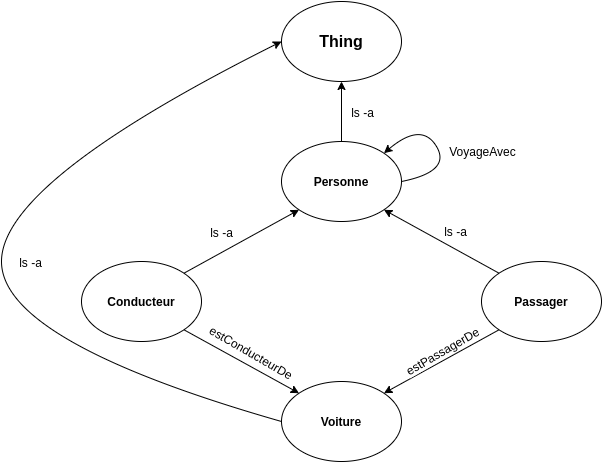 Thing
Is -a
VoyageAvec
Personne
Is -a
Is -a
Is -a
Conducteur
Passager
estConducteurDe
estPassagerDe
Voiture